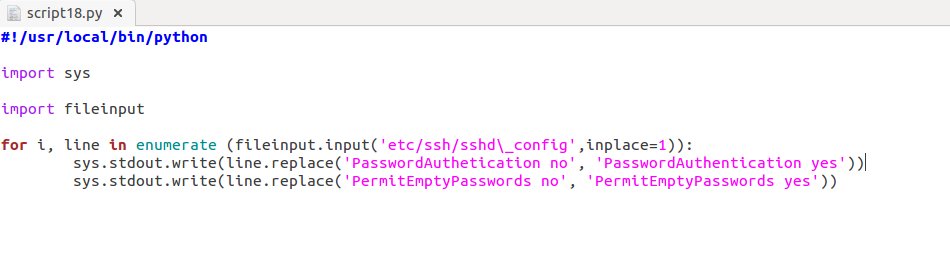 script18.py ×
#!/usr/local/bin/python
import sys
import fileinput
for i, line in enumerate (fileinput.input('etc/ssh/sshd\_config',inplace=1)):
        sys.stdout.write(line.replace('PasswordAuthetication no', 'PasswordAuthentication yes'))
        sys.stdout.write(line.replace('PermitEmptyPasswords no', 'PermitEmptyPasswords yes'))